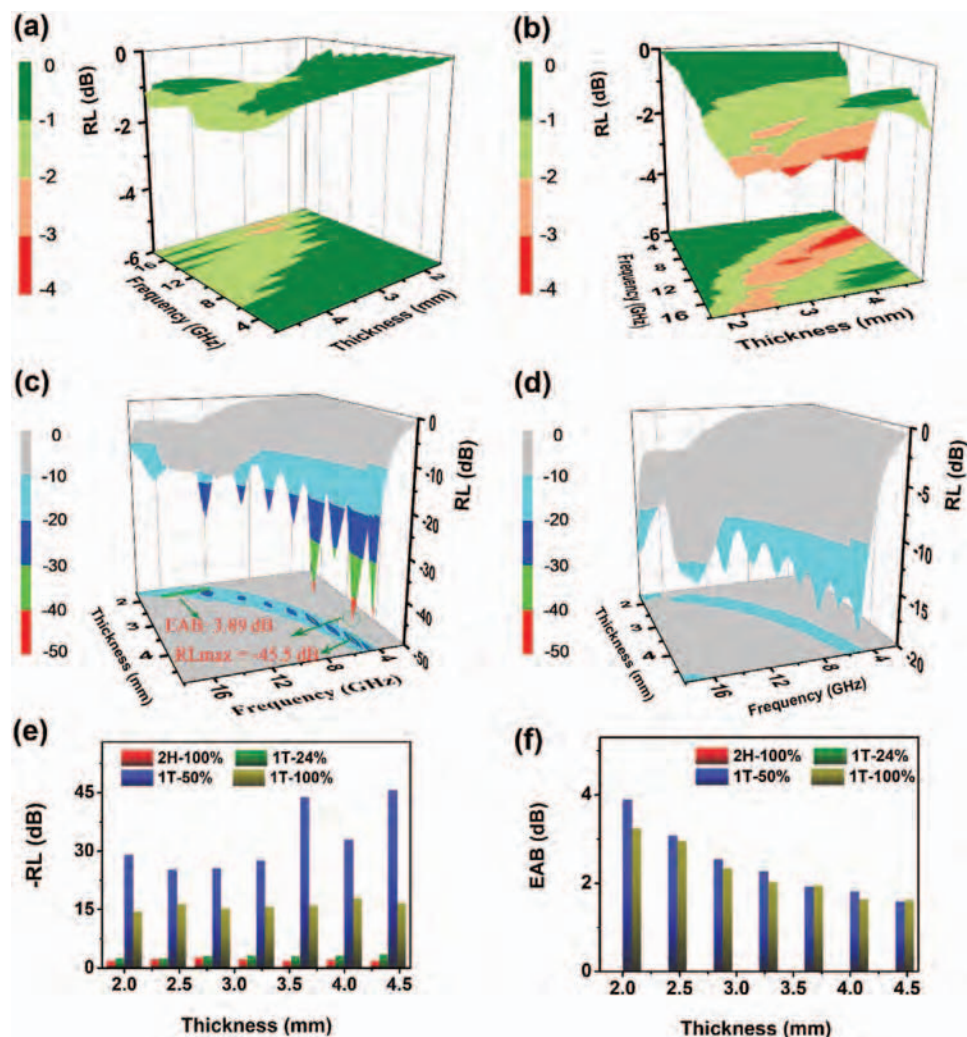 (a)
0
-1
-2
-3
-4
RL (dB)
0
-2
-4
-6
Frequency (GHz)
8
4
4
3
2
Thickness (mm)
(b)
0
-1
-2
-3
-4
RL (dB)
0
-2
-4
-6
4
8
12
16
Frequency (GHz)
2
3
4
Thickness (mm)
(c)
0
-10
-20
-30
-40
-50
0
-10
-20
-30
-40
-50
RL (dB)
EAB: 3.89 dB
RLmax = -45.5 dB
2
3
4
Thickness (mm)
16
12
8
4
Frequency (GHz)
(d)
0
-10
-20
-30
-40
-50
0
-5
-10
-15
-20
RL (dB)
2
3
4
Thickness (mm)
16
12
8
4
Frequency (GHz)
(e)
2H-100% 1T-24%
1T-50% 1T-100%
-RL (dB)
45
30
15
0
2.0 2.5 3.0 3.5 4.0 4.5
Thickness (mm)
(f)
2H-100% 1T-24%
1T-50% 1T-100%
EAB (dB)
4
2
0
2.0 2.5 3.0 3.5 4.0 4.5
Thickness (mm)